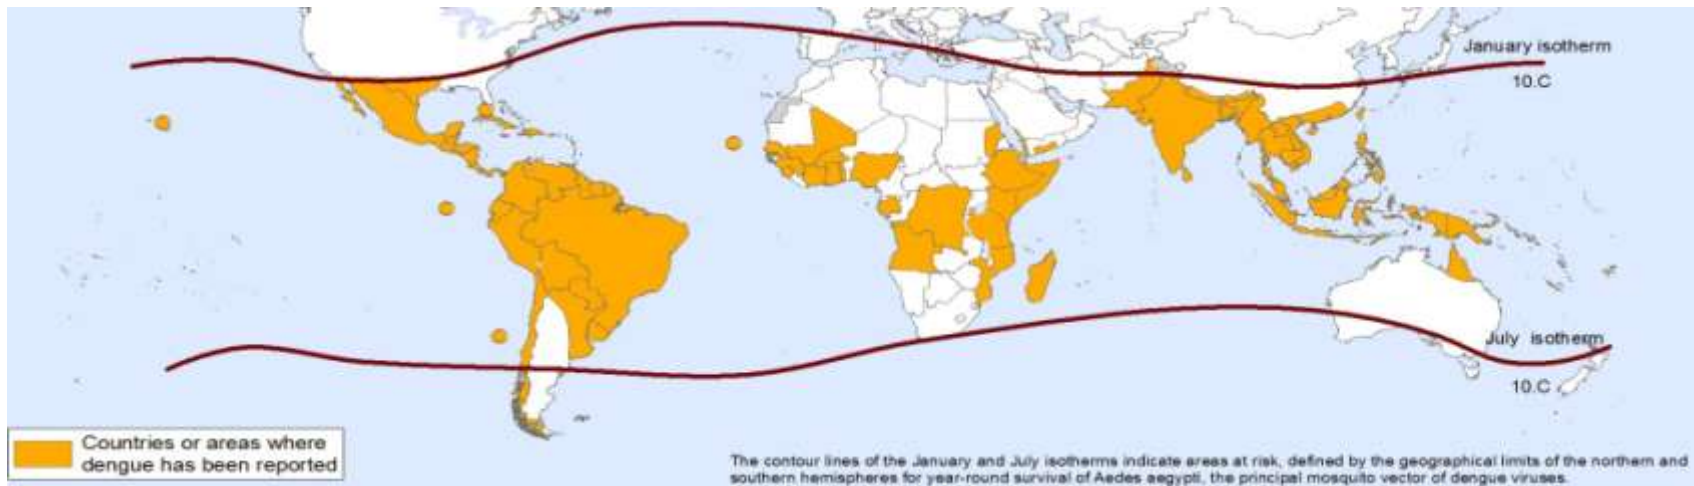 January isotherm
10.C
July isotherm
10.C
Countries or areas where
dengue has been reported
The contour lines of the January and July isotherms indicate areas at risk, defined by the geographical limits of the northern and
southern hemispheres for year-round survival of Aedes aegypti, the principal mosquito vector of dengue viruses.